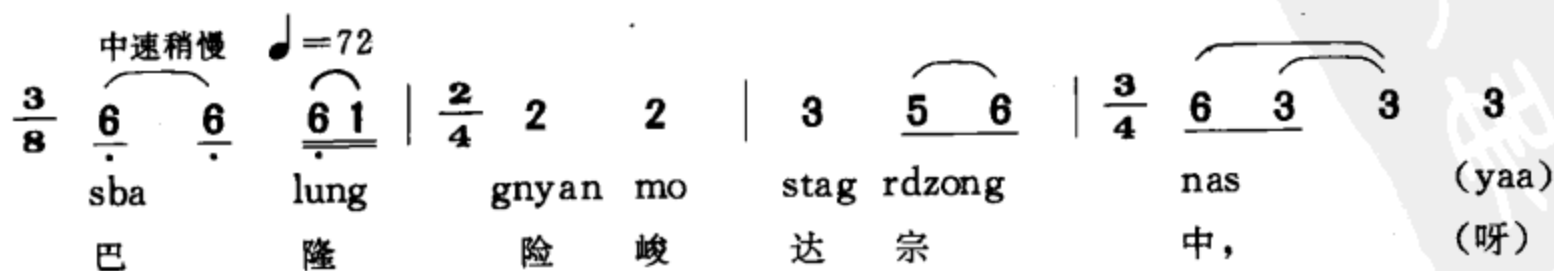 中速稍慢 ♩=72
3/8 6 6 6 1 | 2/4 2 2 | 3 5 6 | 3/4 6 3 3 3
sba lung gnyan mo stag rdzong nas (yaa)
巴 隆 险 峻 达 宗 中， (呀)